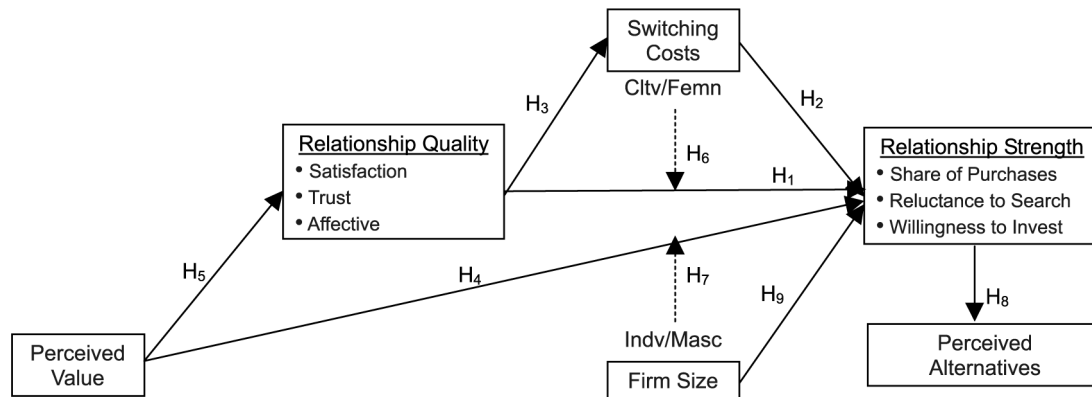 Switching
Costs
Cltv/Femn
H3
H2
Relationship Quality
• Satisfaction
• Trust
• Affective
H6
H1
Relationship Strength
• Share of Purchases
• Reluctance to Search
• Willingness to Invest
H5
H4
H7
H9
H8
Perceived
Value
Indv/Masc
Firm Size
Perceived
Alternatives